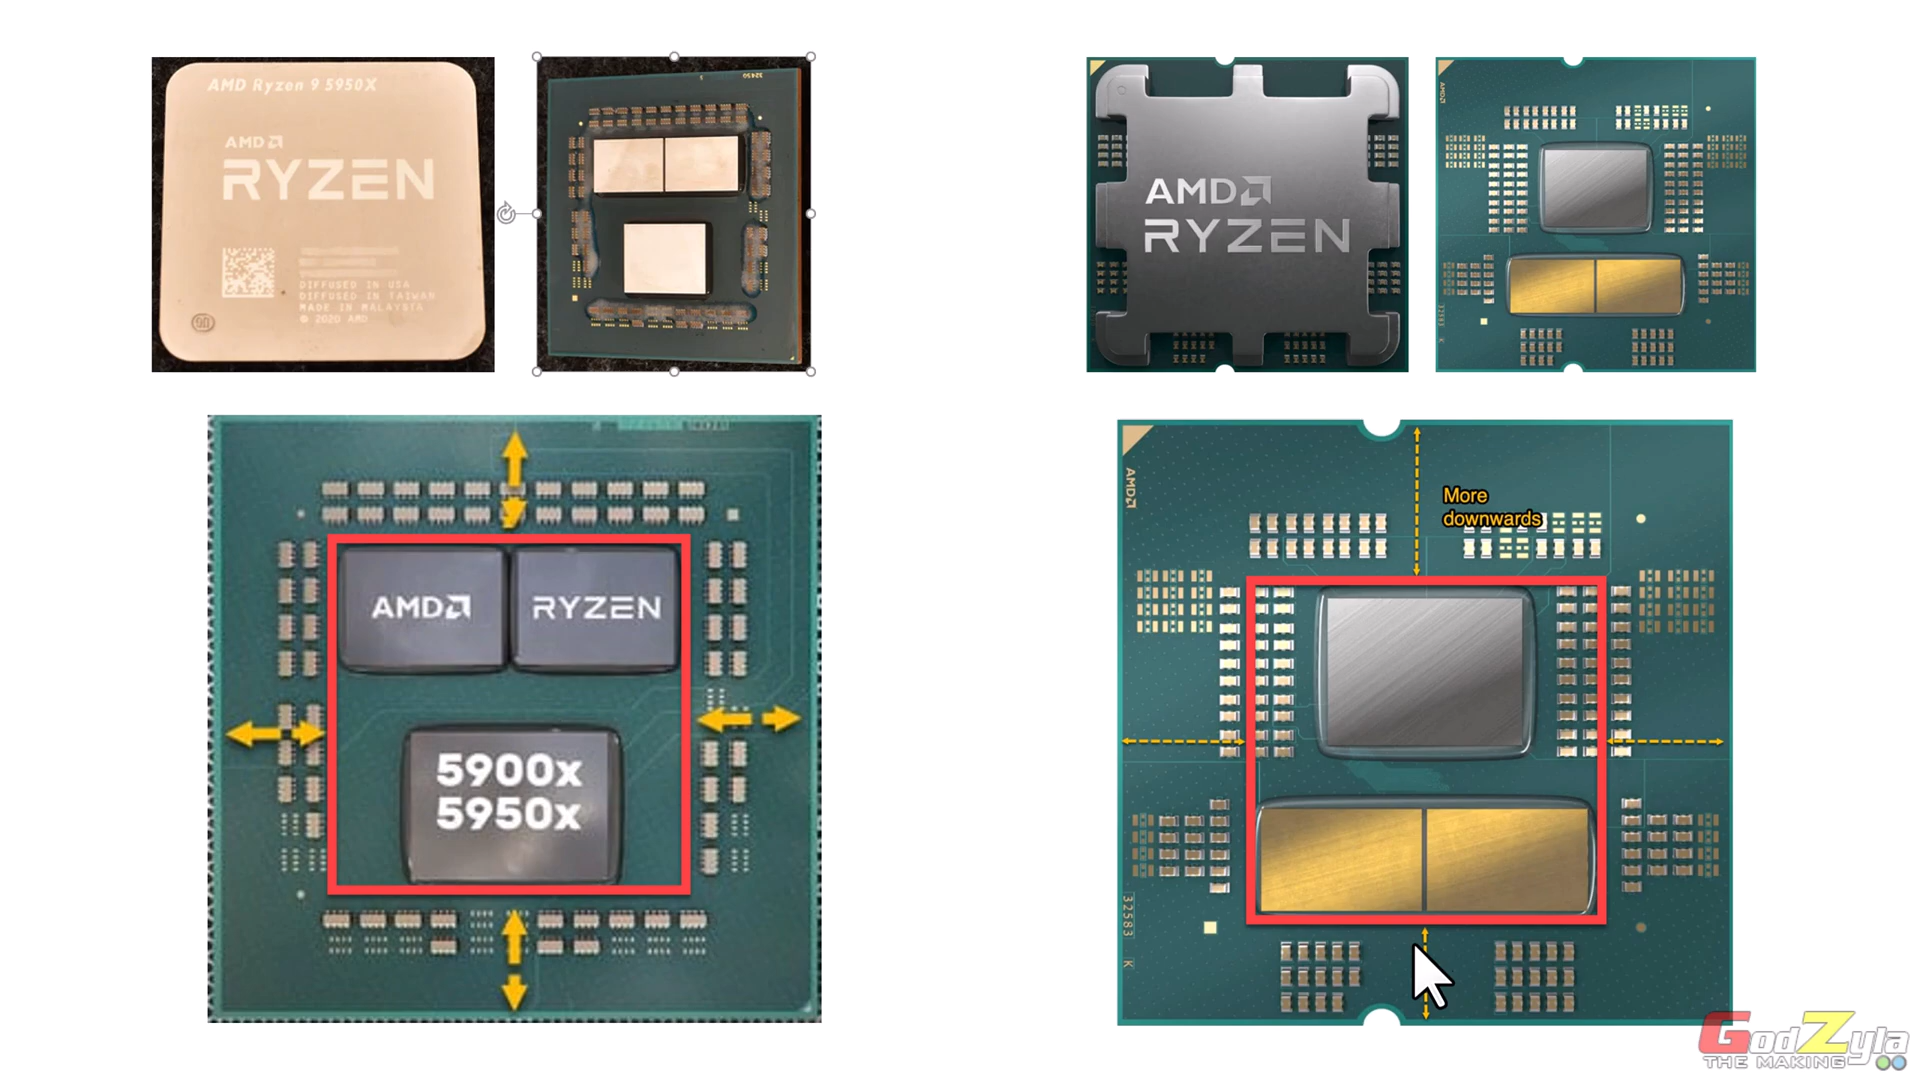 AMD Ryzen 9 5950X
AMD
RYZEN
DIFFUSED IN USA
DIFFUSED IN TAIWAN
MADE IN MALAYSIA
© 2020 AMD
AMD
RYZEN
AMD
RYZEN
5900x
5950x
AMD
More
downwards
32583
K
GodZyla
THE MAKING